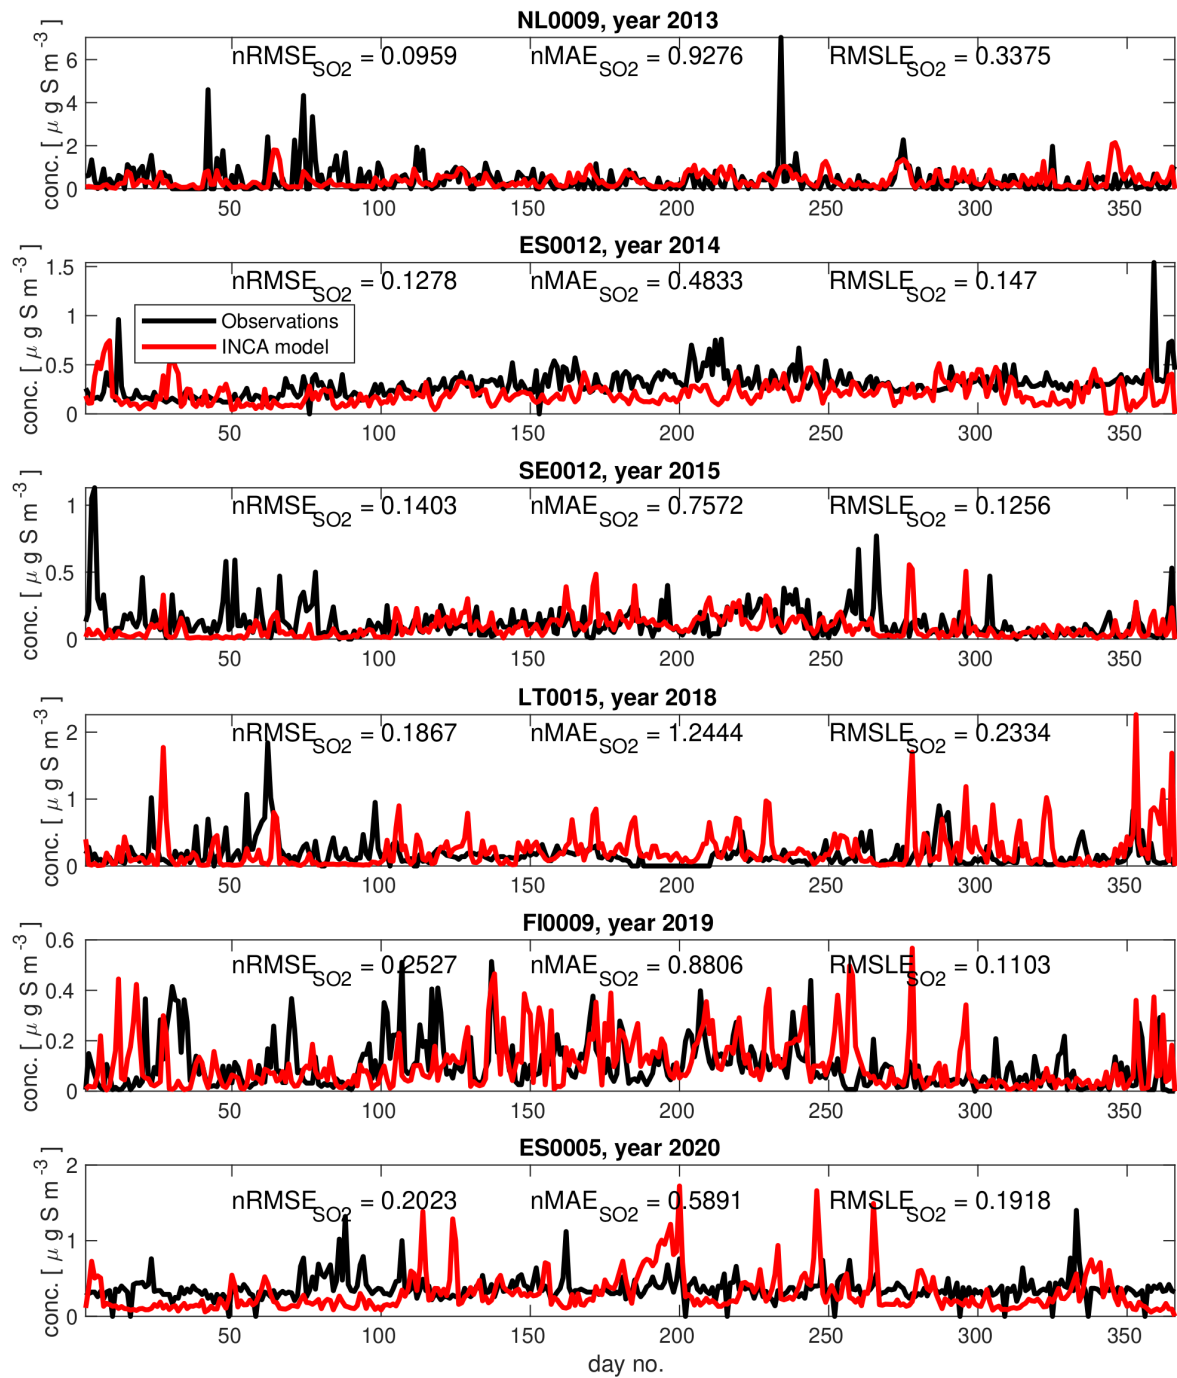 NL0009, year 2013
nRMSE_SO2 = 0.0959 nMAE_SO2 = 0.9276 RMSLE_SO2 = 0.3375
conc. [ μ g S m^-3 ]
6
4
2
0
50 100 150 200 250 300 350
ES0012, year 2014
nRMSE_SO2 = 0.1278 nMAE_SO2 = 0.4833 RMSLE_SO2 = 0.147
Observations
INCA model
conc. [ μ g S m^-3 ]
1.5
1
0.5
0
50 100 150 200 250 300 350
SE0012, year 2015
nRMSE_SO2 = 0.1403 nMAE_SO2 = 0.7572 RMSLE_SO2 = 0.1256
conc. [ μ g S m^-3 ]
1
0.5
0
50 100 150 200 250 300 350
LT0015, year 2018
nRMSE_SO2 = 0.1867 nMAE_SO2 = 1.2444 RMSLE_SO2 = 0.2334
conc. [ μ g S m^-3 ]
2
1
0
50 100 150 200 250 300 350
FI0009, year 2019
nRMSE_SO2 = 0.2527 nMAE_SO2 = 0.8806 RMSLE_SO2 = 0.1103
conc. [ μ g S m^-3 ]
0.6
0.4
0.2
0
50 100 150 200 250 300 350
ES0005, year 2020
nRMSE_SO2 = 0.2023 nMAE_SO2 = 0.5891 RMSLE_SO2 = 0.1918
conc. [ μ g S m^-3 ]
2
1
0
50 100 150 200 250 300 350
day no.